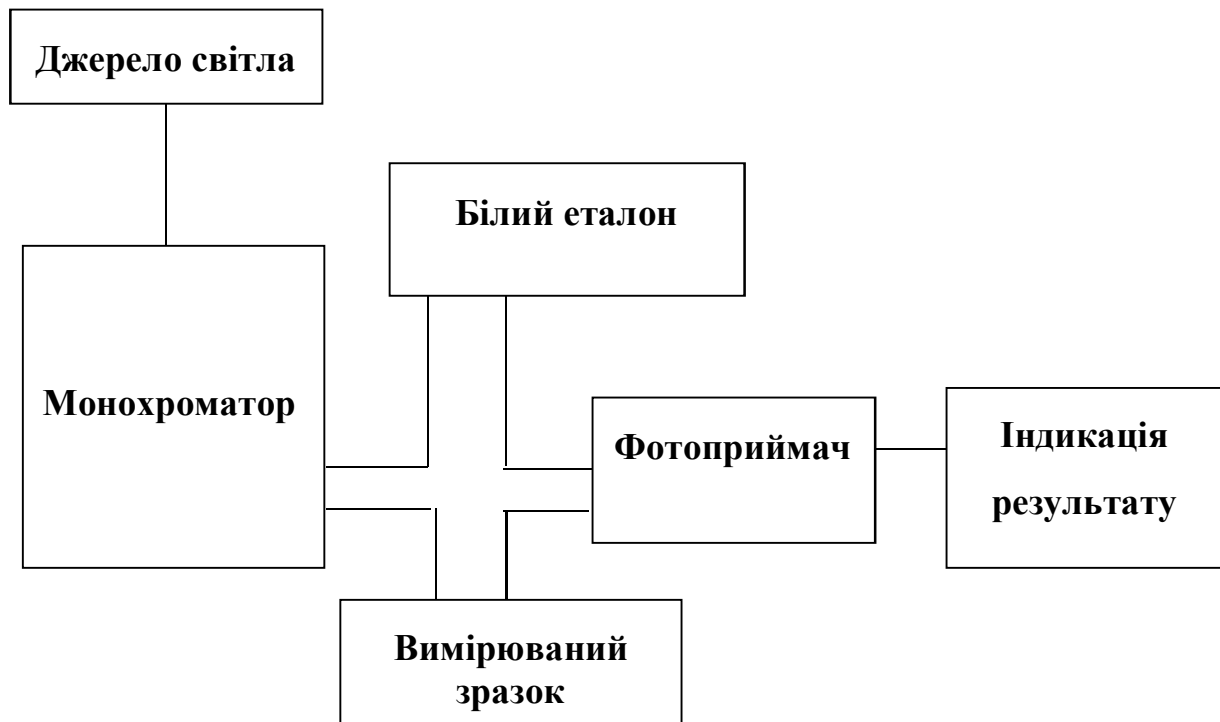 Джерело світла
Білий еталон
Монохроматор
Фотоприймач
Індикація
результату
Вимірюваний
зразок